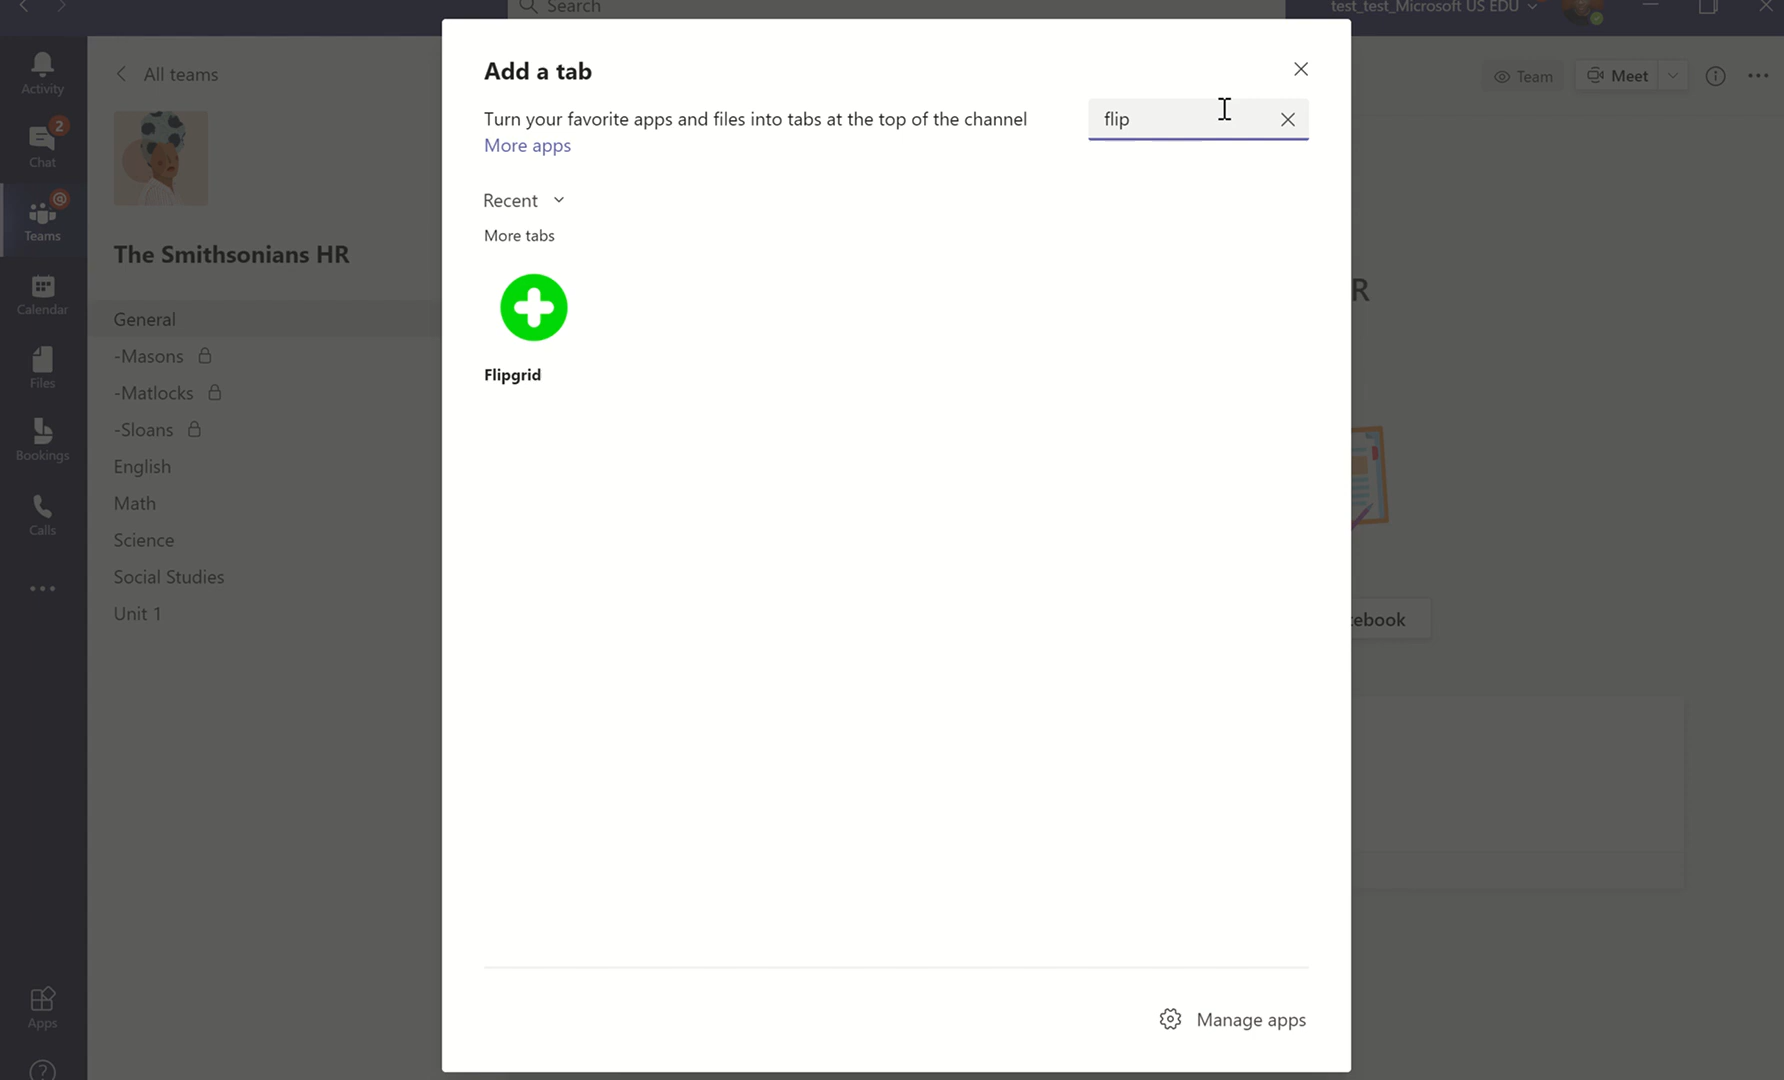 Search
test_test_Microsoft US EDU
Activity
2
Chat
@
Teams
Calendar
Files
Bookings
Calls
Apps
?
All teams
The Smithsonians HR
General
-Masons
-Matlocks
-Sloans
English
Math
Science
Social Studies
Unit 1
Add a tab
Turn your favorite apps and files into tabs at the top of the channel
More apps
flip
Recent
More tabs
Flipgrid
Manage apps
Team
Meet
R
tebook